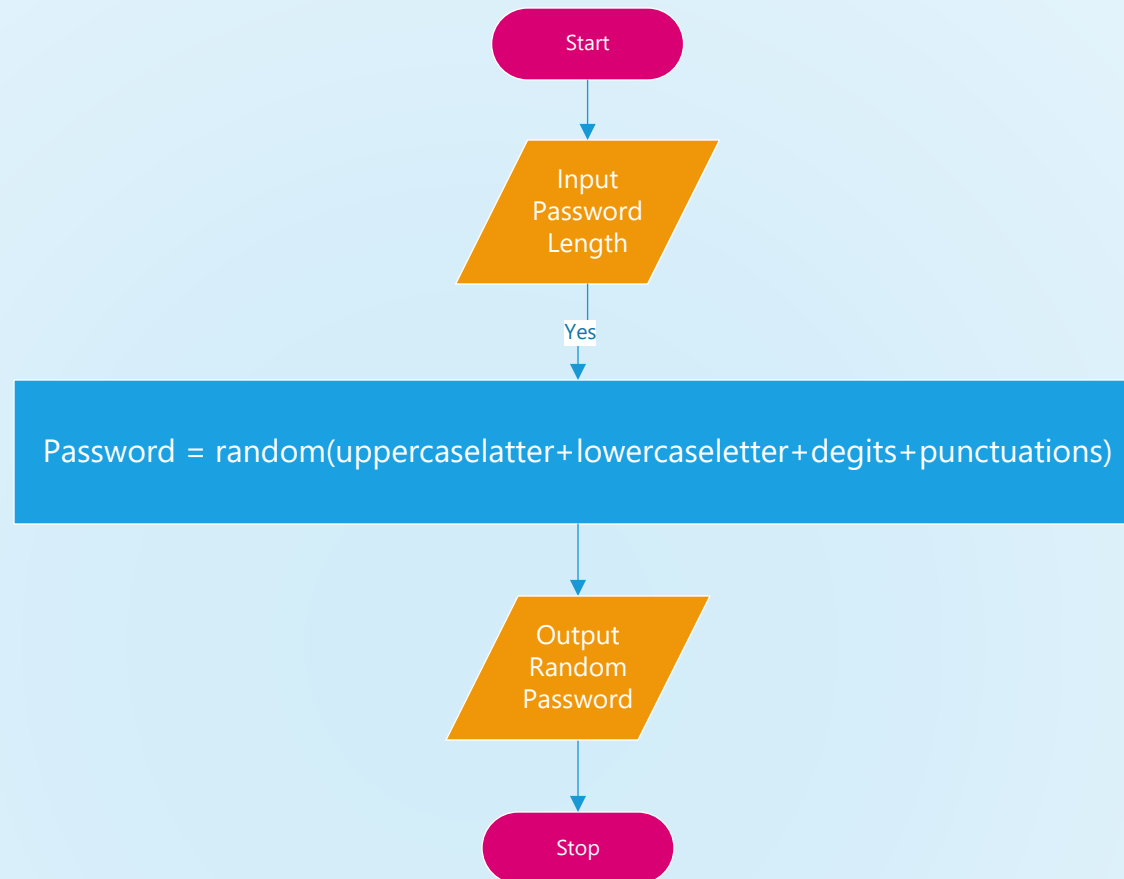 Start
Input
Password
Length
Yes
Password = random(uppercaselatter+lowercaseletter+degits+punctuations)
Output
Random
Password
Stop